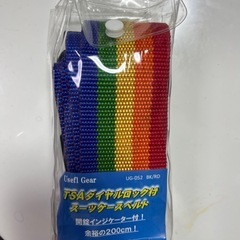 Usefl Gear
UG-052 BK/RD
TSAダイヤルロック付
スーツケースベルト
開錠インジケーター付！
余裕の200cm！